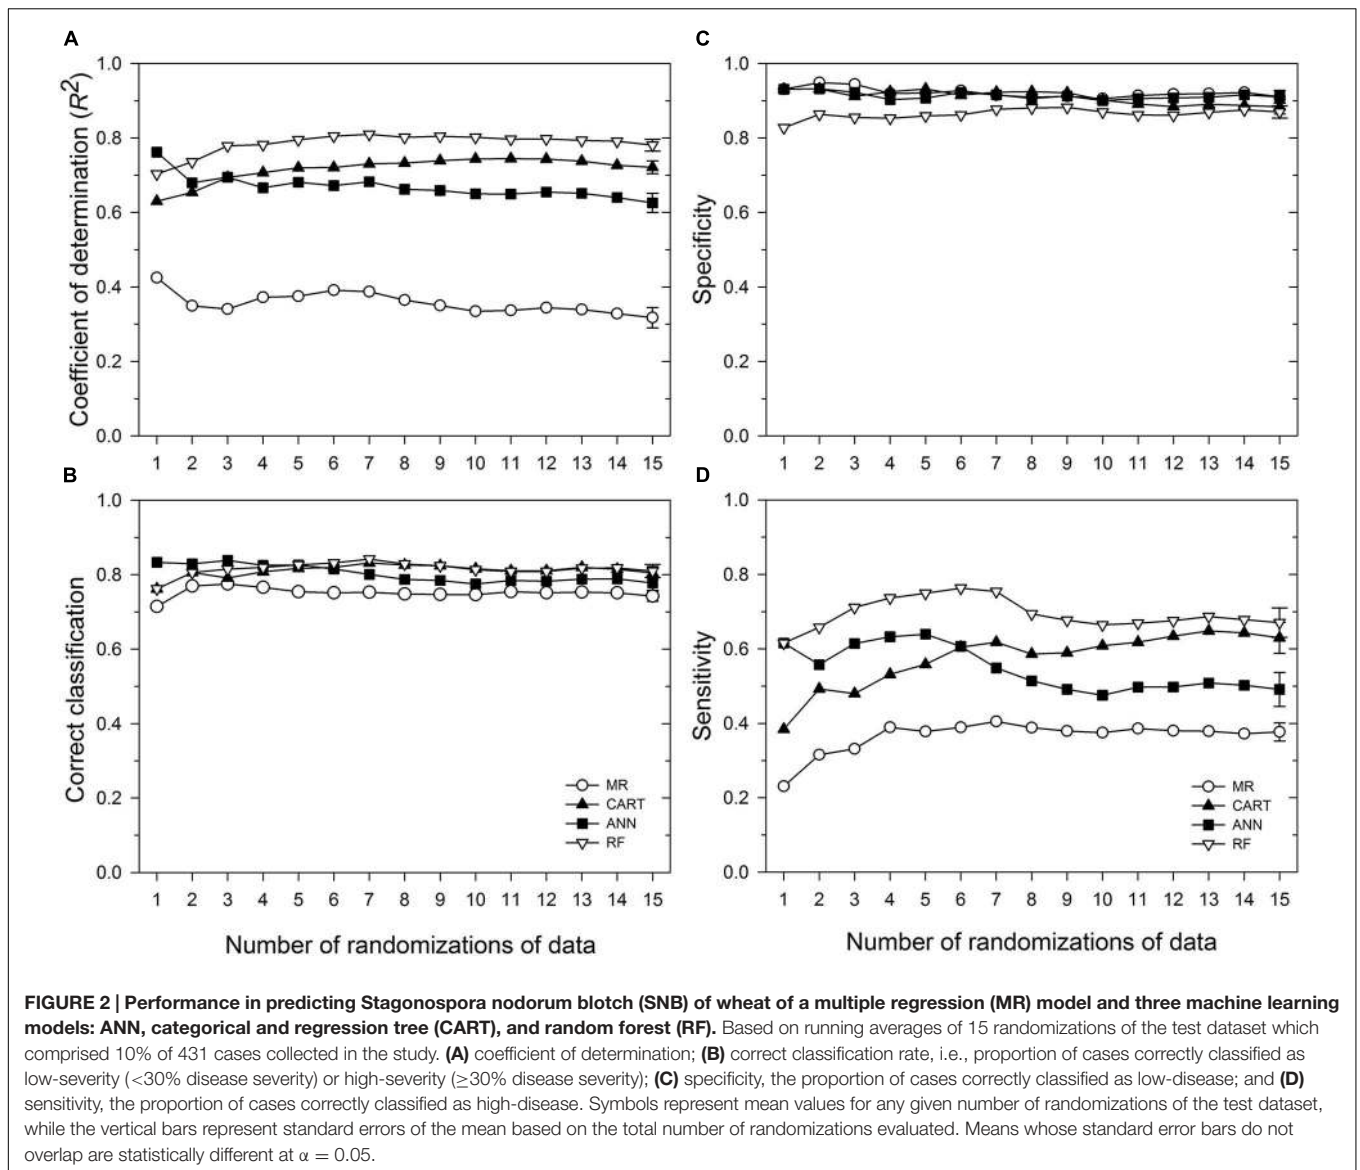 A
Coefficient of determination (R²)
1.0
0.8
0.6
0.4
0.2
0.0
1 2 3 4 5 6 7 8 9 10 11 12 13 14 15
C
Specificity
1.0
0.8
0.6
0.4
0.2
0.0
1 2 3 4 5 6 7 8 9 10 11 12 13 14 15
B
Correct classification
1.0
0.8
0.6
0.4
0.2
0.0
MR
CART
ANN
RF
1 2 3 4 5 6 7 8 9 10 11 12 13 14 15
Number of randomizations of data
D
Sensitivity
1.0
0.8
0.6
0.4
0.2
0.0
MR
CART
ANN
RF
1 2 3 4 5 6 7 8 9 10 11 12 13 14 15
Number of randomizations of data
FIGURE 2 | Performance in predicting Stagonospora nodorum blotch (SNB) of wheat of a multiple regression (MR) model and three machine learning
models: ANN, categorical and regression tree (CART), and random forest (RF). Based on running averages of 15 randomizations of the test dataset which
comprised 10% of 431 cases collected in the study. (A) coefficient of determination; (B) correct classification rate, i.e., proportion of cases correctly classified as
low-severity (<30% disease severity) or high-severity (≥30% disease severity); (C) specificity, the proportion of cases correctly classified as low-disease; and (D)
sensitivity, the proportion of cases correctly classified as high-disease. Symbols represent mean values for any given number of randomizations of the test dataset,
while the vertical bars represent standard errors of the mean based on the total number of randomizations evaluated. Means whose standard error bars do not
overlap are statistically different at α = 0.05.